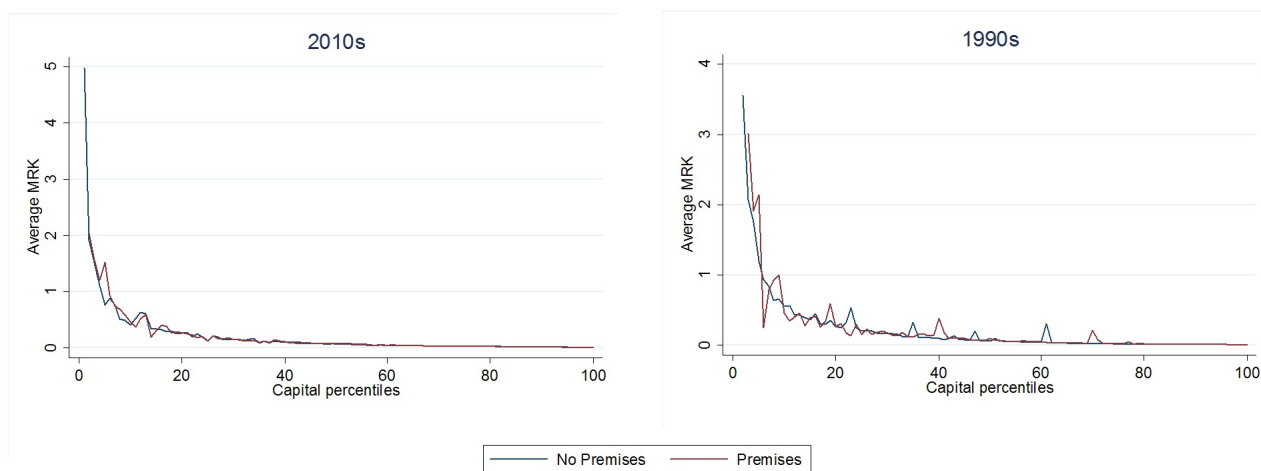 2010s
Average MRK
5
4
3
2
1
0
0 20 40 60 80 100
Capital percentiles
1990s
Average MRK
4
3
2
1
0
0 20 40 60 80 100
Capital percentiles
No Premises Premises